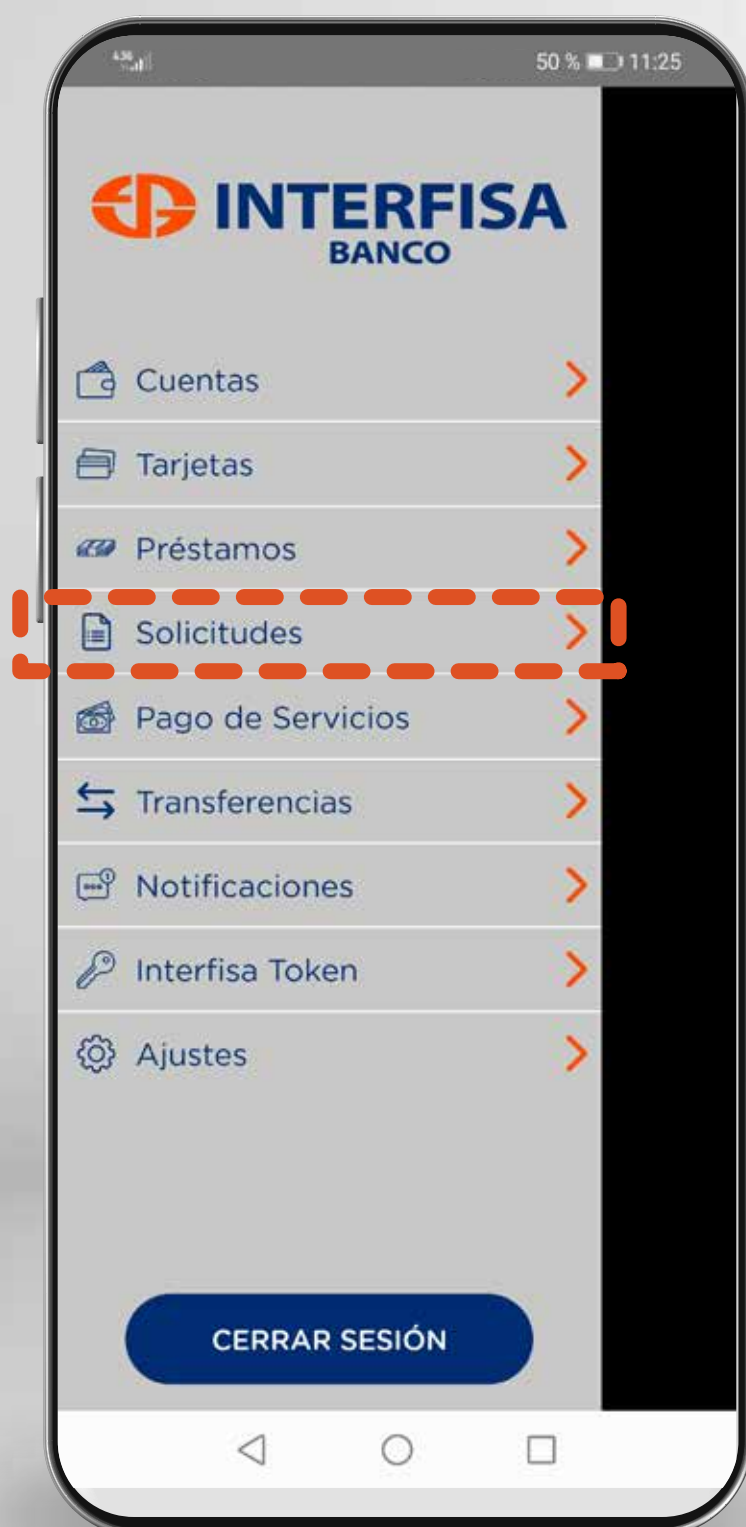 50 % 11:25
INTERFISA
BANCO
Cuentas
Tarjetas
Préstamos
Solicitudes
Pago de Servicios
Transferencias
Notificaciones
Interfisa Token
Ajustes
CERRAR SESIÓN